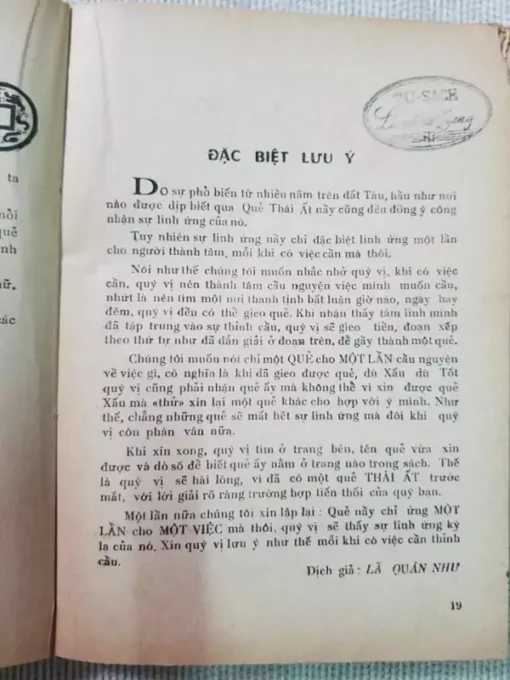 TỦ-SÁCH
ĐẶC BIỆT LƯU Ý
Do sự phổ biến từ nhiều năm trên đất Tàu, hầu như nơi
nào được dịp biết qua Quẻ Thái Ất nầy cũng đều đồng ý công
nhận sự linh ứng của nó.
Tuy nhiên sự linh ứng nầy chỉ đặc biệt linh ứng một lần
cho người thành tâm, mỗi khi có việc cần mà thôi.
Nói như thế chúng tôi muốn nhắc nhở quý vị, khi có việc
cần, quý vị nên thành tâm cầu nguyện việc mình muốn cầu,
nhứt là nên tìm một nơi thanh tịnh bất luận giờ nào, ngày hay
đêm, quý vị đều có thể gieo quẻ. Khi nhận thấy tâm linh mình
đã tập trung vào sự thỉnh cầu, quý vị sẽ gieo tiền, đoạn xếp
theo thứ tự như đã dẫn giải ở đoạn trên, để gầy thành một quẻ.
Chúng tôi muốn nói chỉ một QUẺ cho MỘT LẦN cầu nguyện
về việc gì, có nghĩa là khi đã gieo được quẻ, dù Xấu dù Tốt
quý vị cũng phải nhận quẻ ấy mà không thể vì xin được quẻ
Xấu mà «thử» xin lại một quẻ khác cho hợp với ý mình. Như
thế, chẳng những quẻ sẽ mất hết sự linh ứng mà đôi khi quý
vị còn phân vân nữa.
Khi xin xong, quý vị tìm ở trang bên, tên quẻ vừa xin
được và dò số để biết quẻ ấy nằm ở trang nào trong sách. Thế
là quý vị sẽ hài lòng, vì đã có một quẻ THÁI ẤT trước
mắt, với lời giải rõ ràng trường hợp tiến thối của quý bạn.
Một lần nữa chúng tôi xin lập lại : Quẻ nầy chỉ ứng MỘT
LẦN cho MỘT VIỆC mà thôi, quý vị sẽ thấy sự linh ứng kỳ
lạ của nó. Xin quý vị lưu ý như thế mỗi khi có việc cần thỉnh
cầu.
Dịch giả : LÃ QUÁN NHƯ
19
ta
quẻ
các